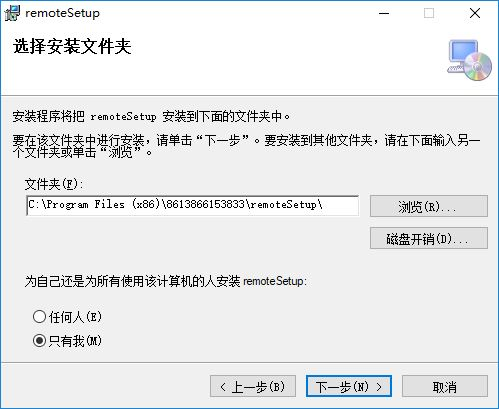 remoteSetup
选择安装文件夹
安装程序将把 remoteSetup 安装到下面的文件夹中。
要在该文件夹中进行安装，请单击“下一步”。要安装到其他文件夹，请在下面输入另一
个文件夹或单击“浏览”。
文件夹(F):
C:\Program Files (x86)\8613866153833\remoteSetup\
浏览(R)...
磁盘开销(D)...
为自己还是为所有使用该计算机的人安装 remoteSetup:
任何人(E)
只有我(M)
< 上一步(B)
下一步(N) >
取消